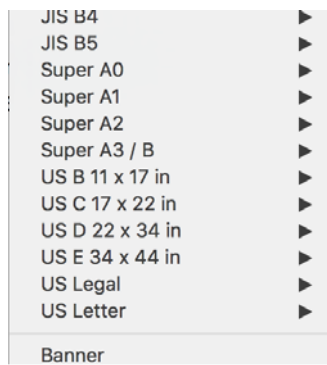 JIS B4
JIS B5
Super A0
Super A1
Super A2
Super A3 / B
US B 11 x 17 in
US C 17 x 22 in
US D 22 x 34 in
US E 34 x 44 in
US Legal
US Letter
Banner